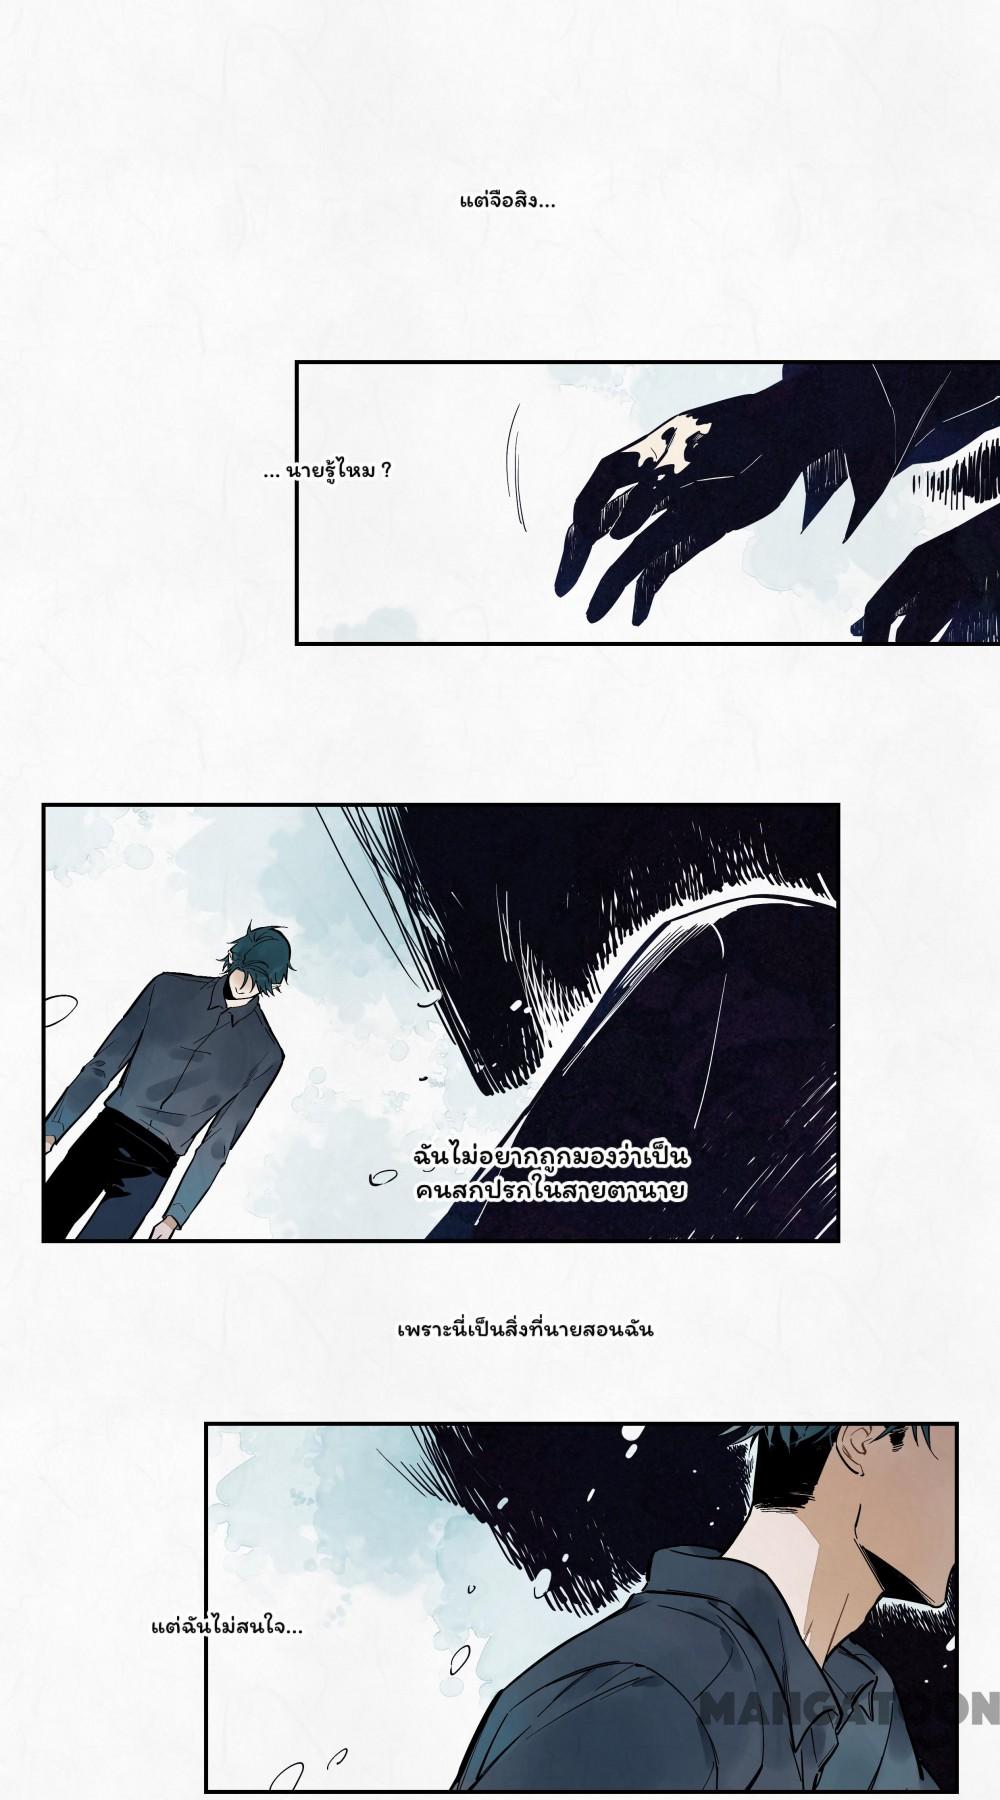 แต่จือสิง...
... นายรู้ไหม ?
ฉันไม่อยากถูกมองว่าเป็น
คนสกปรกในสายตานาย
เพราะนี่เป็นสิ่งที่นายสอนฉัน
แต่ฉันไม่สนใจ...
MANGATOON